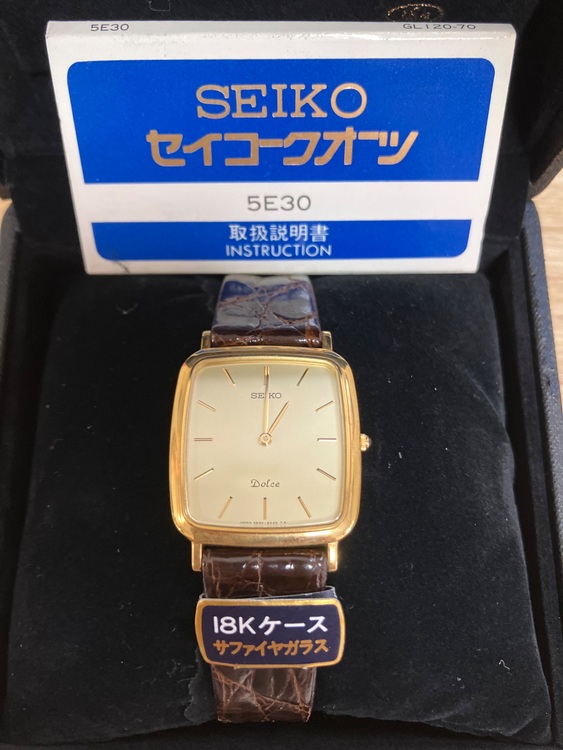 5E30
GL120-70
SEIKO
セイコークオーツ
5E30
取扱説明書
INSTRUCTION
SEIKO
Dolce
18Kケース
サファイヤガラス